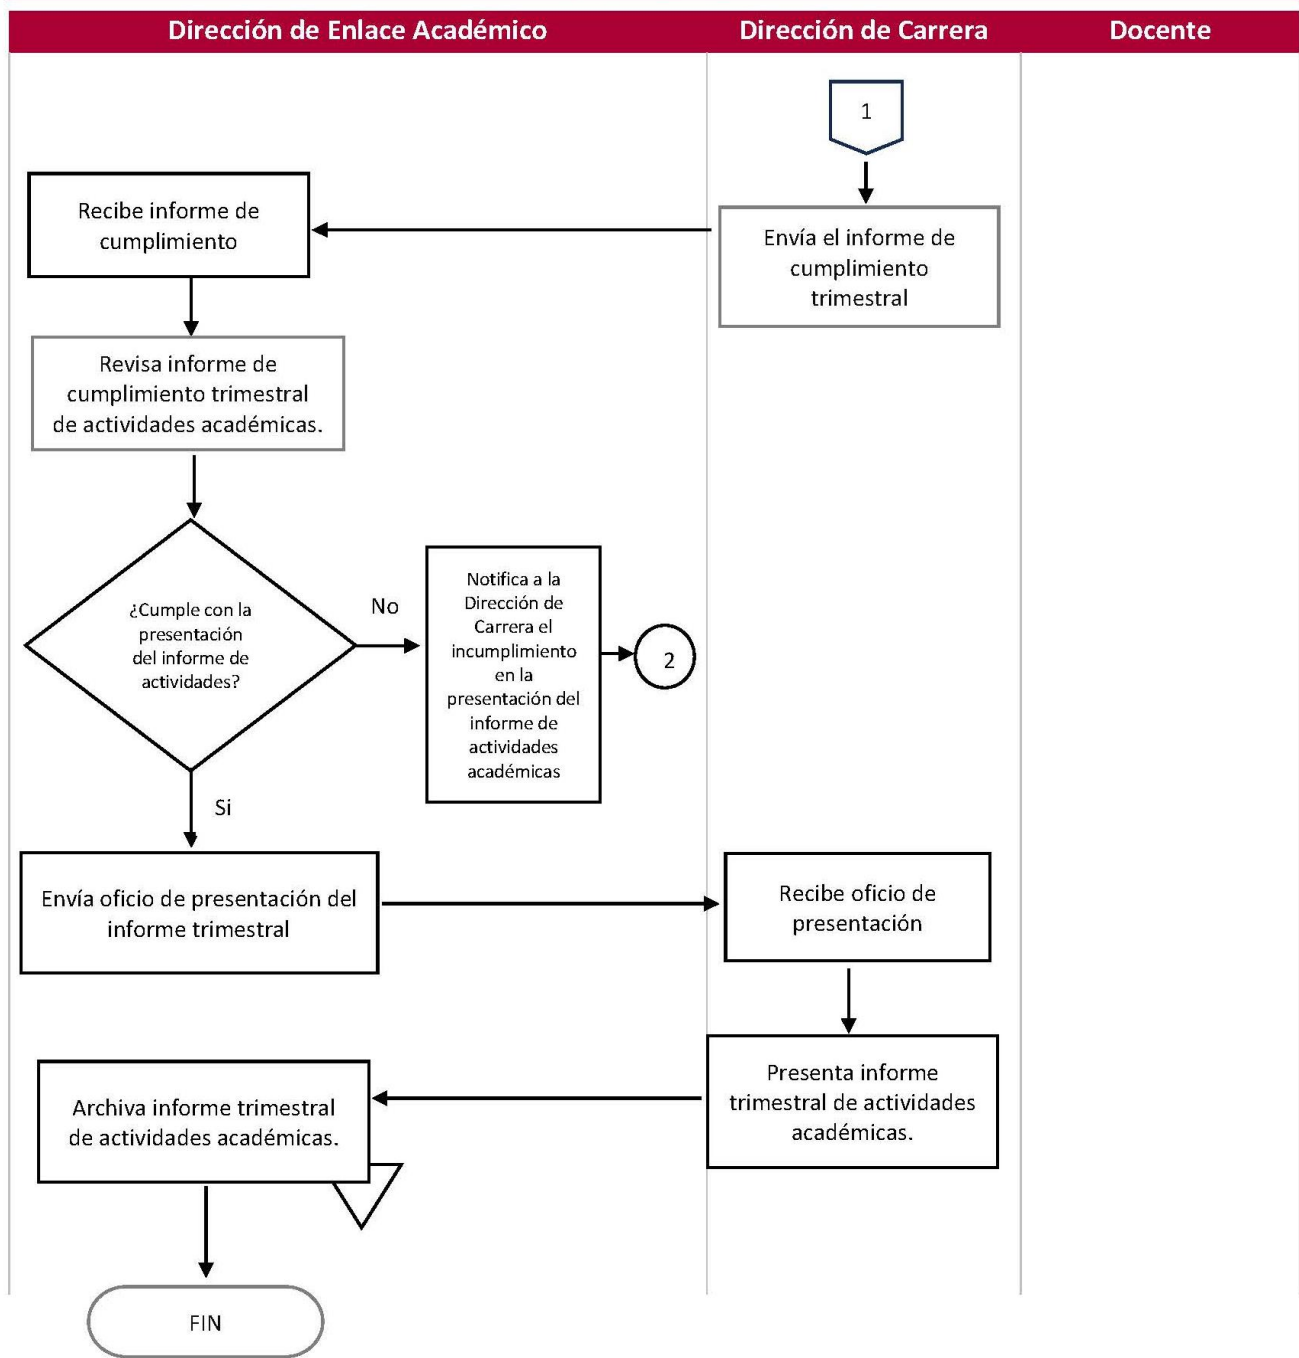 Dirección de Enlace Académico
Dirección de Carrera
Docente
1
Recibe informe de
cumplimiento
Envía el informe de
cumplimiento
trimestral
Revisa informe de
cumplimiento trimestral
de actividades académicas.
¿Cumple con la
presentación
del informe de
actividades?
No
Notifica a la
Dirección de
Carrera el
incumplimiento
en la
presentación del
informe de
actividades
académicas
2
Si
Envía oficio de presentación del
informe trimestral
Recibe oficio de
presentación
Presenta informe
trimestral de actividades
académicas.
Archiva informe trimestral
de actividades académicas.
FIN